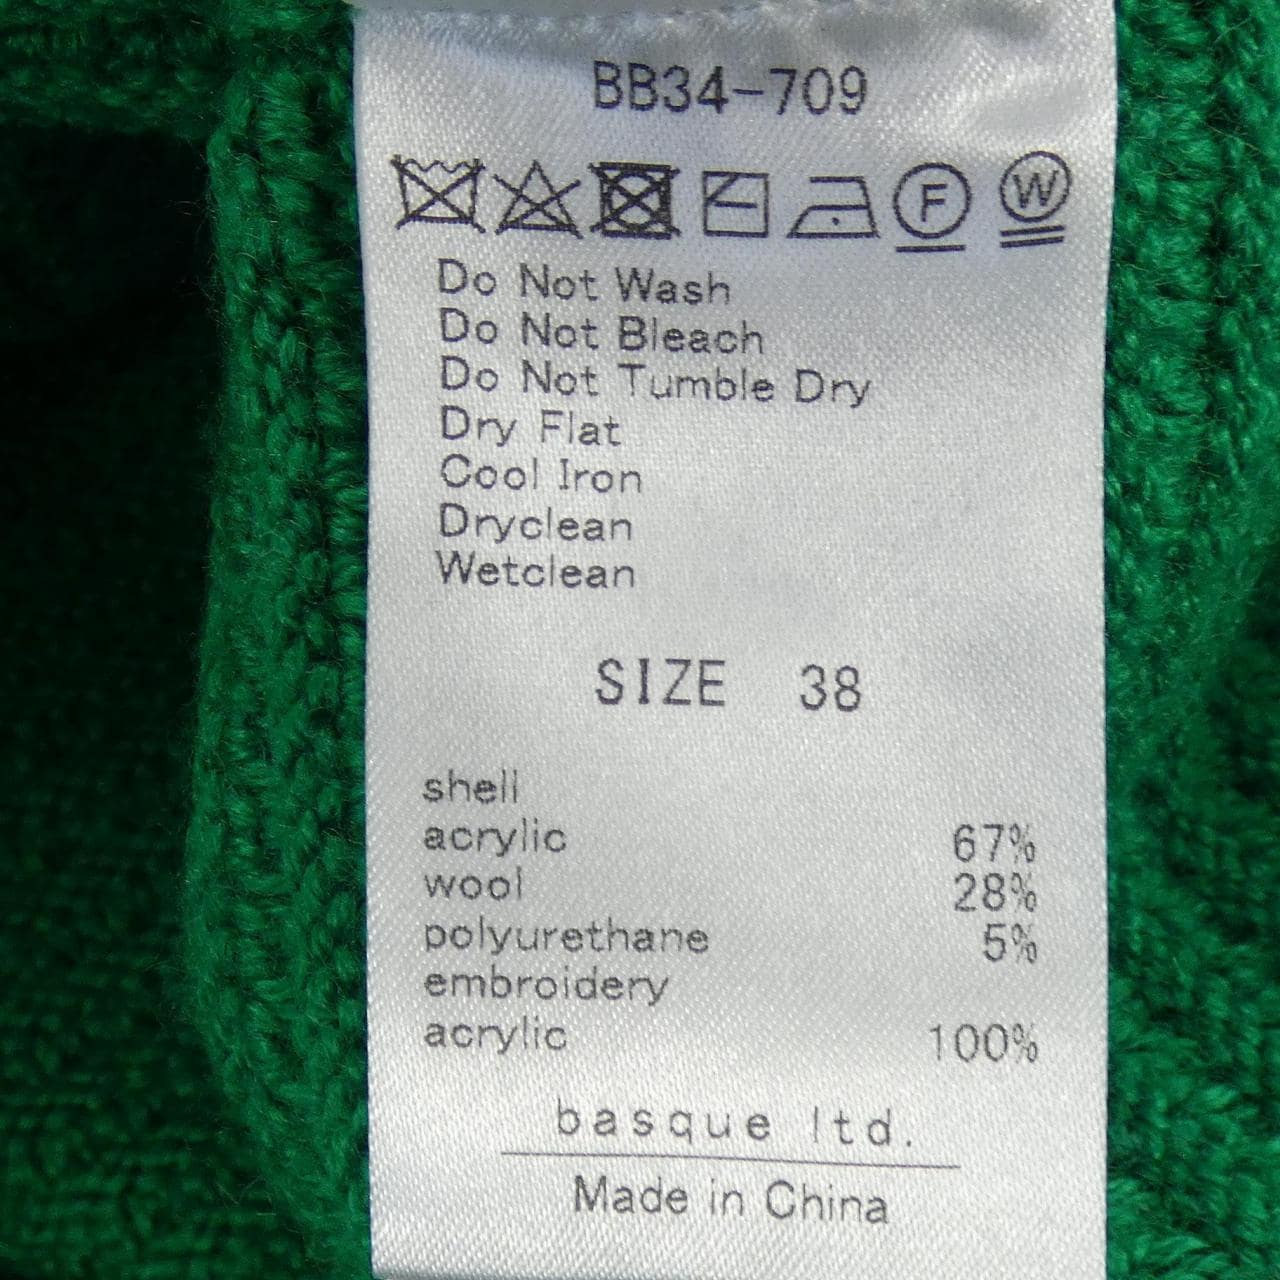 BB34-709
F W
Do Not Wash
Do Not Bleach
Do Not Tumble Dry
Dry Flat
Cool Iron
Dryclean
Wetclean
SIZE 38
shell
acrylic 67%
wool 28%
polyurethane 5%
embroidery
acrylic 100%
basque ltd.
Made in China